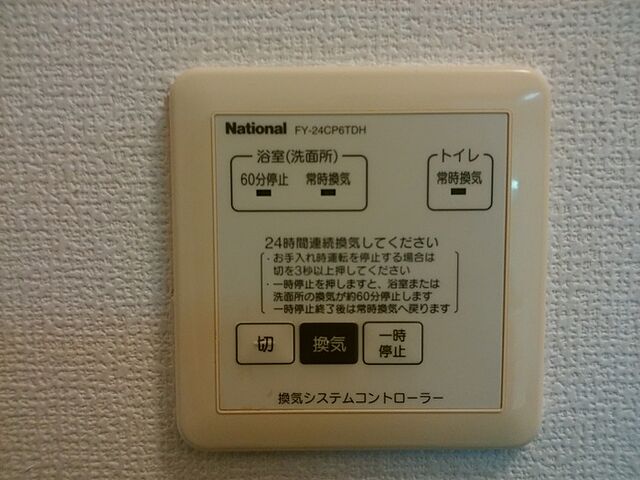 National FY-24CP6TDH
浴室(洗面所) トイレ
60分停止 常時換気 常時換気
24時間連続換気してください
・お手入れ時運転を停止する場合は
切を3秒以上押してください
・一時停止を押しますと、浴室または
洗面所の換気が約60分停止します
一時停止終了後は常時換気へ戻ります
切 換気 一時
停止
換気システムコントローラー